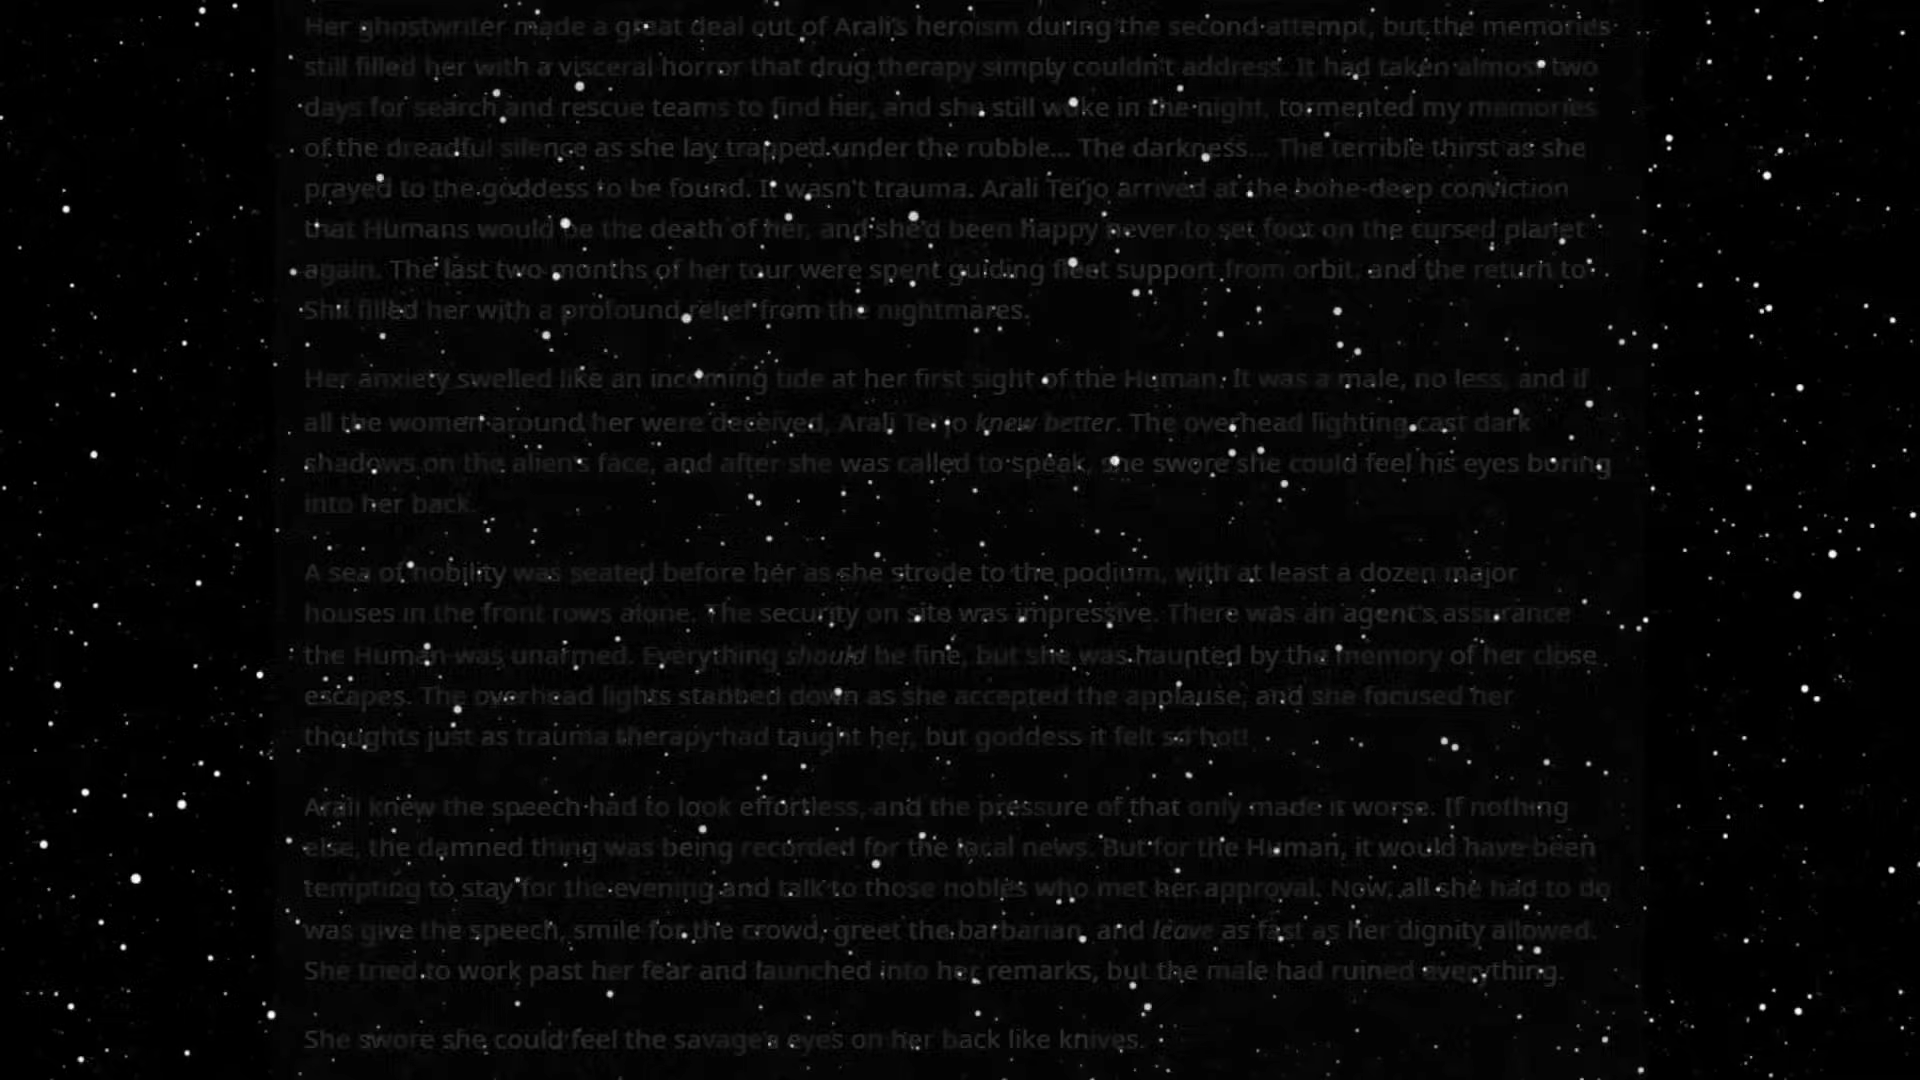 Her ghostwriter made a great deal out of Arali's heroism during the second attempt, but the memories
still filled her with a visceral horror that drug therapy simply couldn't address. It had taken almost two
days for search and rescue teams to find her, and she still woke in the night, tormented my memories
of the dreadful silence as she lay trapped under the rubble... The darkness... The terrible thirst as she
prayed to the goddess to be found. It wasn't trauma. Arali Tei'jo arrived at the bone-deep conviction
that Humans would be the death of her, and she'd been happy never to set foot on the cursed planet
again. The last two months of her tour were spent guiding fleet support from orbit, and the return to
Shil filled her with a profound relief from the nightmares.
Her anxiety swelled like an incoming tide at her first sight of the Human. It was a male, no less, and if
all the women around her were deceived, Arali Tei'jo knew better. The overhead lighting cast dark
shadows on the alien's face, and after she was called to speak, she swore she could feel his eyes boring
into her back.
A sea of nobility was seated before her as she strode to the podium, with at least a dozen major
houses in the front rows alone. The security on site was impressive. There was an agent's assurance
the Human was unarmed. Everything should be fine, but she was haunted by the memory of her close
escapes. The overhead lights stabbed down as she accepted the applause, and she focused her
thoughts just as trauma therapy had taught her, but goddess it felt so hot!
Arali knew the speech had to look effortless, and the pressure of that only made it worse. If nothing
else, the damned thing was being recorded for the local news. But for the Human, it would have been
tempting to stay for the evening and talk to those nobles who met her approval. Now, all she had to do
was give the speech, smile for the crowd, greet the barbarian, and leave as fast as her dignity allowed.
She tried to work past her fear and launched into her remarks, but the male had ruined everything.
She swore she could feel the savage's eyes on her back like knives.